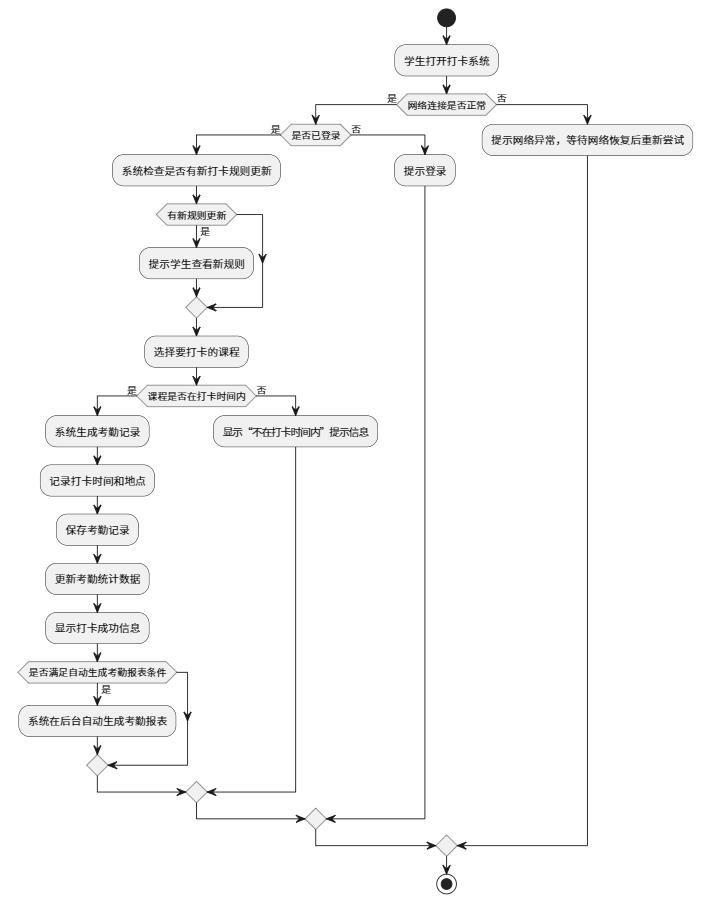 学生打开打卡系统
是
网络连接是否正常
否
是
是否已登录
否
提示网络异常，等待网络恢复后重新尝试
系统检查是否有新打卡规则更新
提示登录
有新规则更新
是
提示学生查看新规则
选择要打卡的课程
是
课程是否在打卡时间内
否
系统生成考勤记录
显示“不在打卡时间内”提示信息
记录打卡时间和地点
保存考勤记录
更新考勤统计数据
显示打卡成功信息
是否满足自动生成考勤报表条件
是
系统在后台自动生成考勤报表